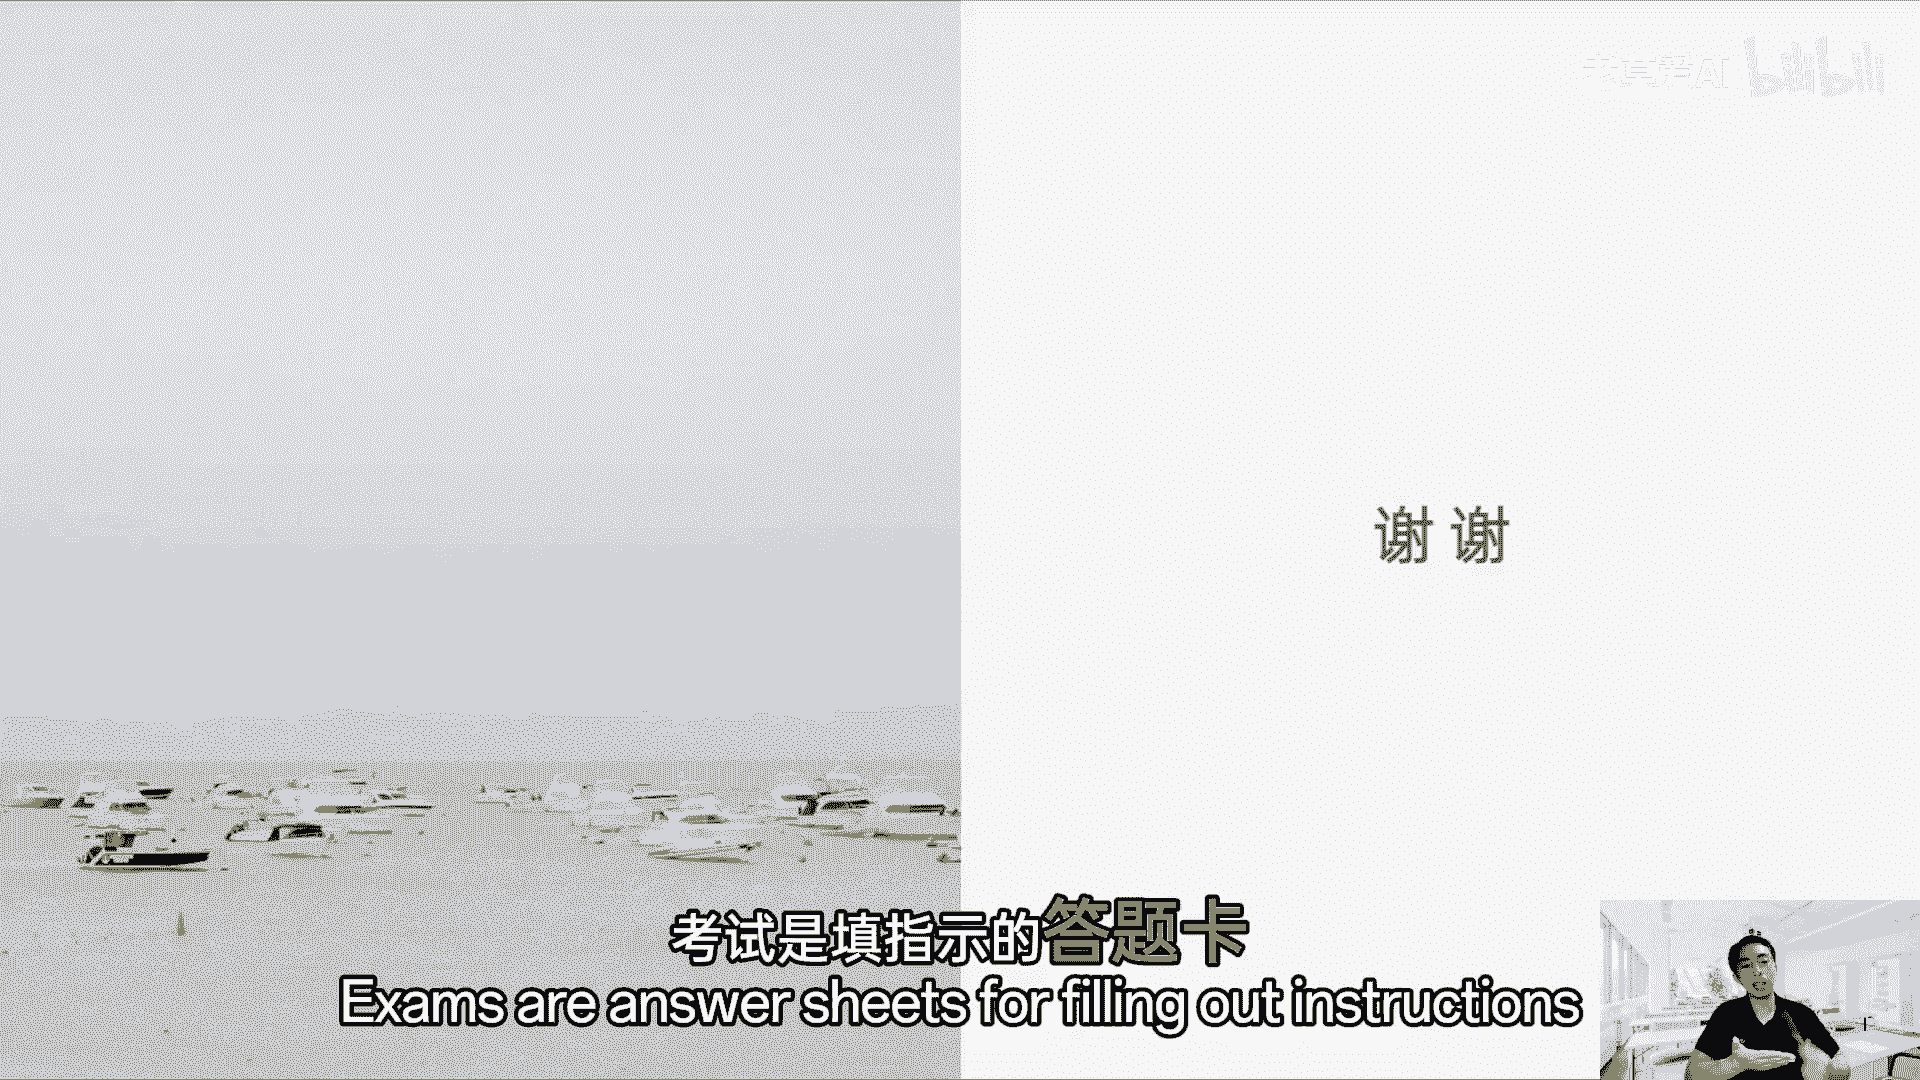 bilibili
谢谢
考试是填指示的答题卡
Exams are answer sheets for filling out instructions